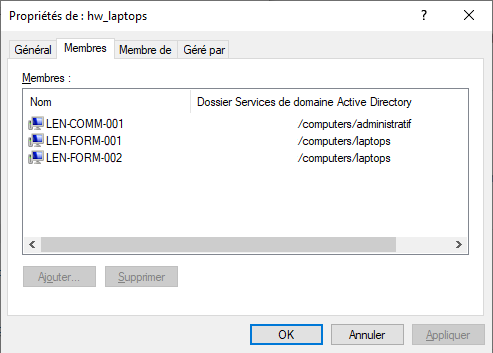 Propriétés de : hw_laptops
?
Général Membres Membre de Géré par
Membres :
Nom Dossier Services de domaine Active Directory
LEN-COMM-001 /computers/administratif
LEN-FORM-001 /computers/laptops
LEN-FORM-002 /computers/laptops
Ajouter... Supprimer
OK Annuler Appliquer